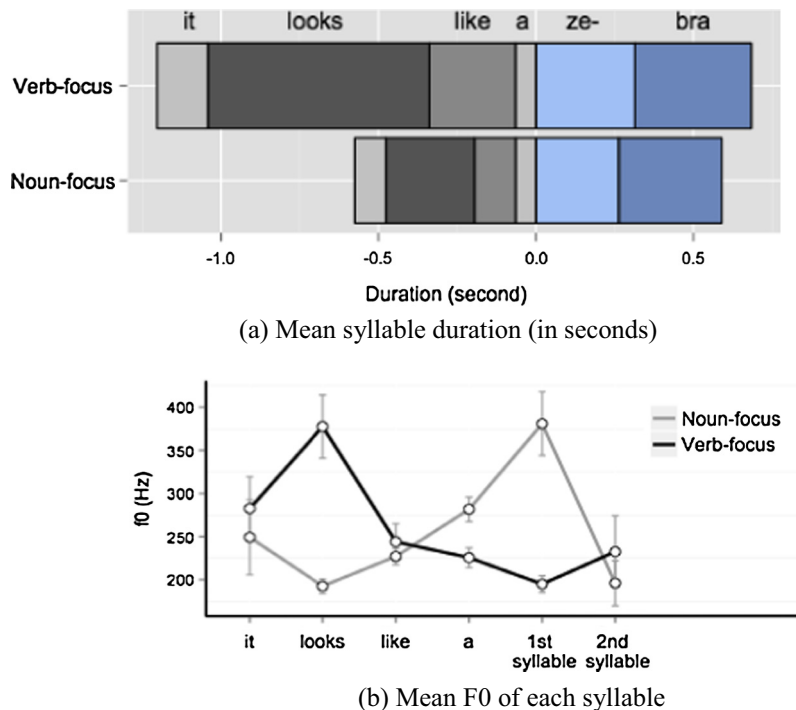 it looks like a ze- bra
Verb-focus
Noun-focus
-1.0 -0.5 0.0 0.5
Duration (second)
(a) Mean syllable duration (in seconds)
400
350
300
250
200
f0 (Hz)
Noun-focus
Verb-focus
it looks like a 1st 2nd
syllable syllable
(b) Mean F0 of each syllable